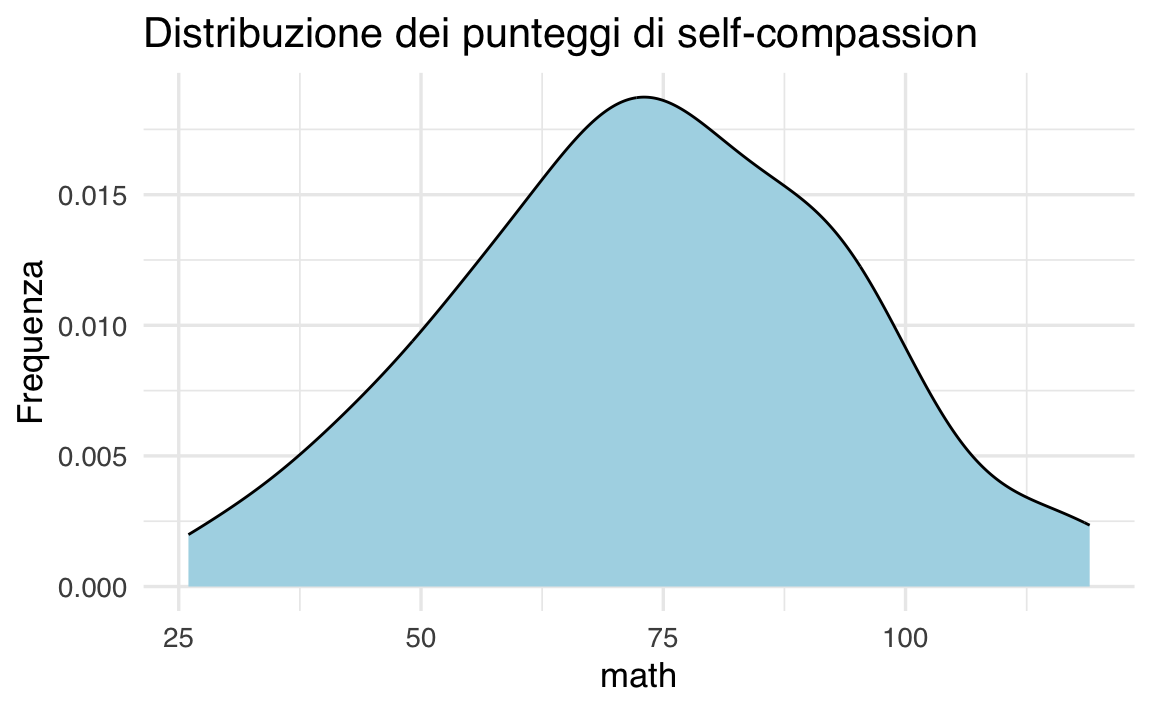 Distribuzione dei punteggi di self-compassion
Frequenza
0.015
0.010
0.005
0.000
25 50 75 100
math